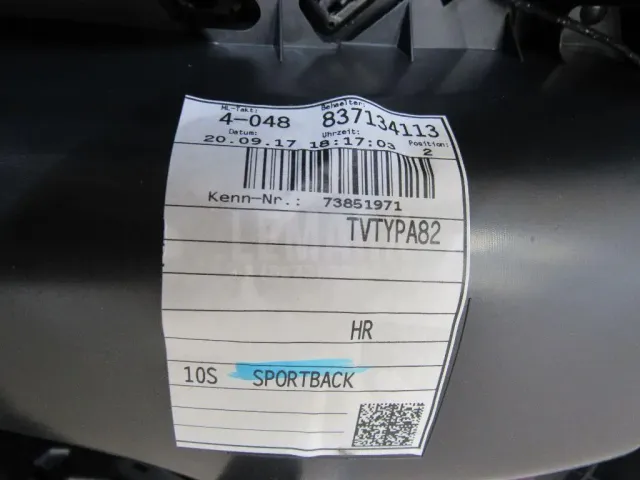 HL-Takt: Behaelter:
4-048 837134113
Datum: Uhrzeit: Position:
20.09.17 18:17:03 2
Kenn-Nr.: 73851971
TVTYPA82
HR
10S SPORTBACK